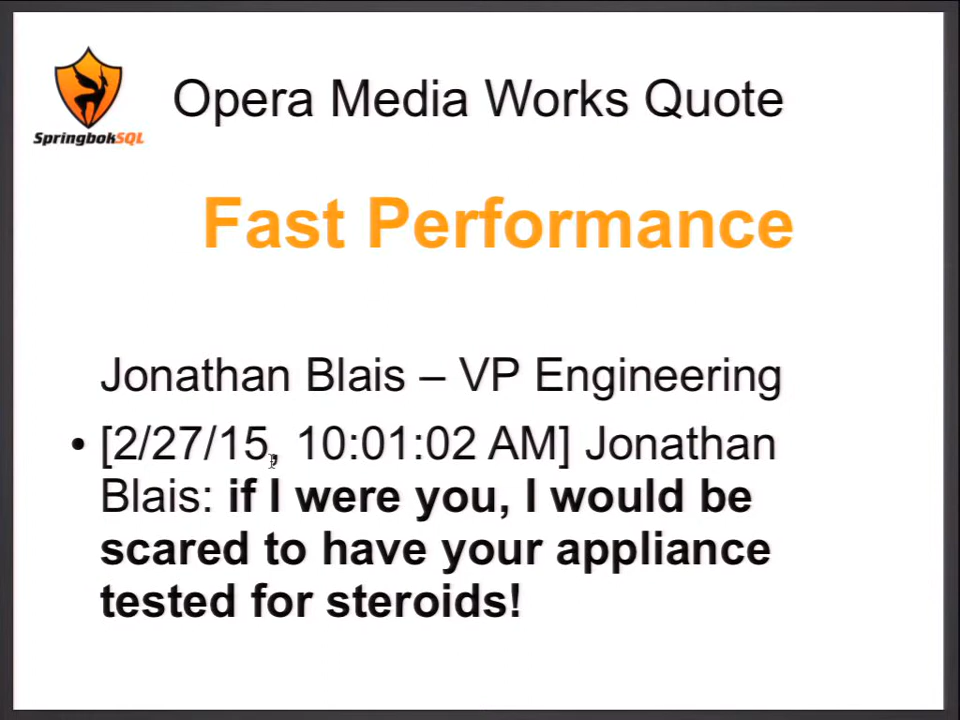 SpringbokSQL
Opera Media Works Quote
Fast Performance
Jonathan Blais – VP Engineering
• [2/27/15, 10:01:02 AM] Jonathan
Blais: if I were you, I would be
scared to have your appliance
tested for steroids!